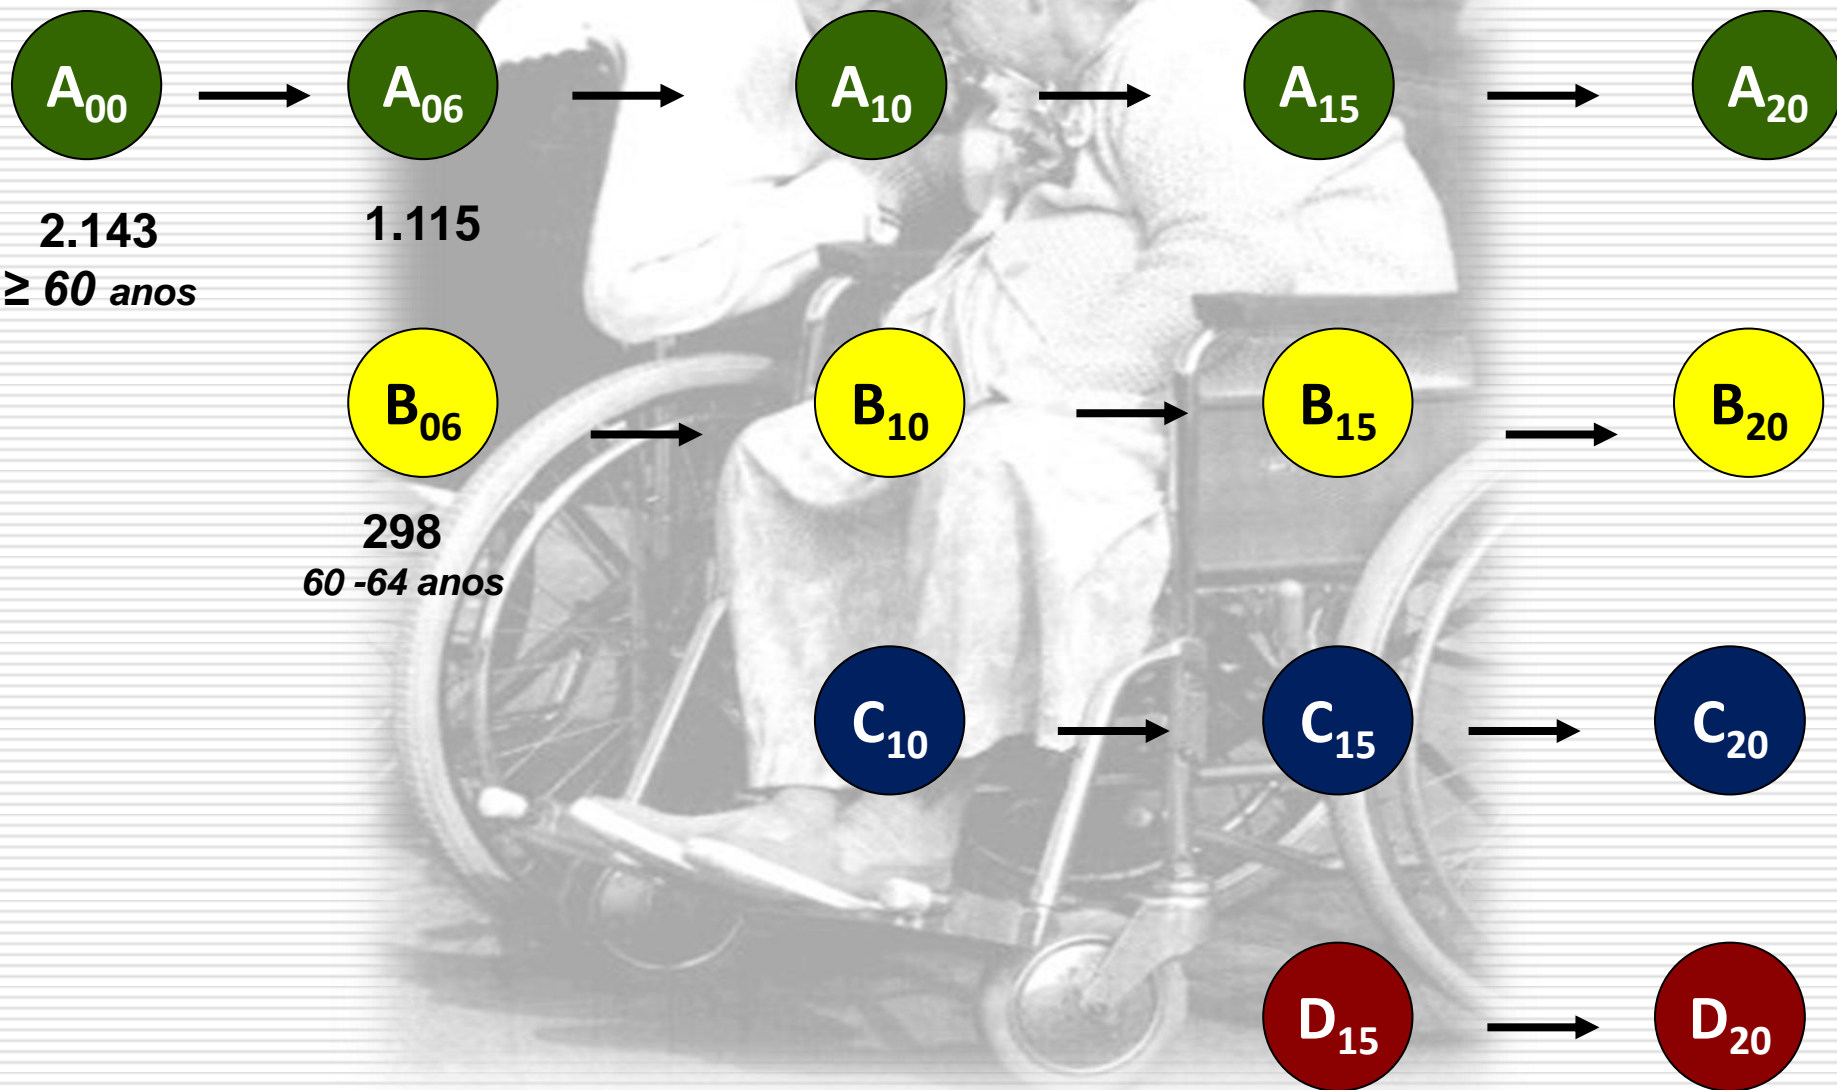 A₀₀ A₀₆ A₁₀ A₁₅ A₂₀
2.143 1.115
≥ 60 anos
B₀₆ B₁₀ B₁₅ B₂₀
298
60 -64 anos
C₁₀ C₁₅ C₂₀
D₁₅ D₂₀